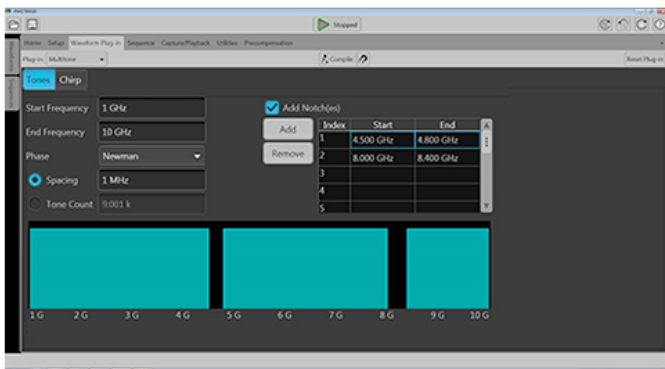 Stopped
Home Setup Waveform Plug-in Sequence Capture/Playback Utilities Precompensation
Plug-in: Multitone Compile Reset Plug-in
Waveforms
Sequences
Tones Chirp
Start Frequency 1 GHz
End Frequency 10 GHz
Phase Newman
Spacing 1 MHz
Tone Count 9.001 k
Add Notch(es)
Add
Remove
Index Start End
1 4.500 GHz 4.800 GHz
2 8.000 GHz 8.400 GHz
3
4
5
1 G 2 G 3 G 4 G 5 G 6 G 7 G 8 G 9 G 10 G